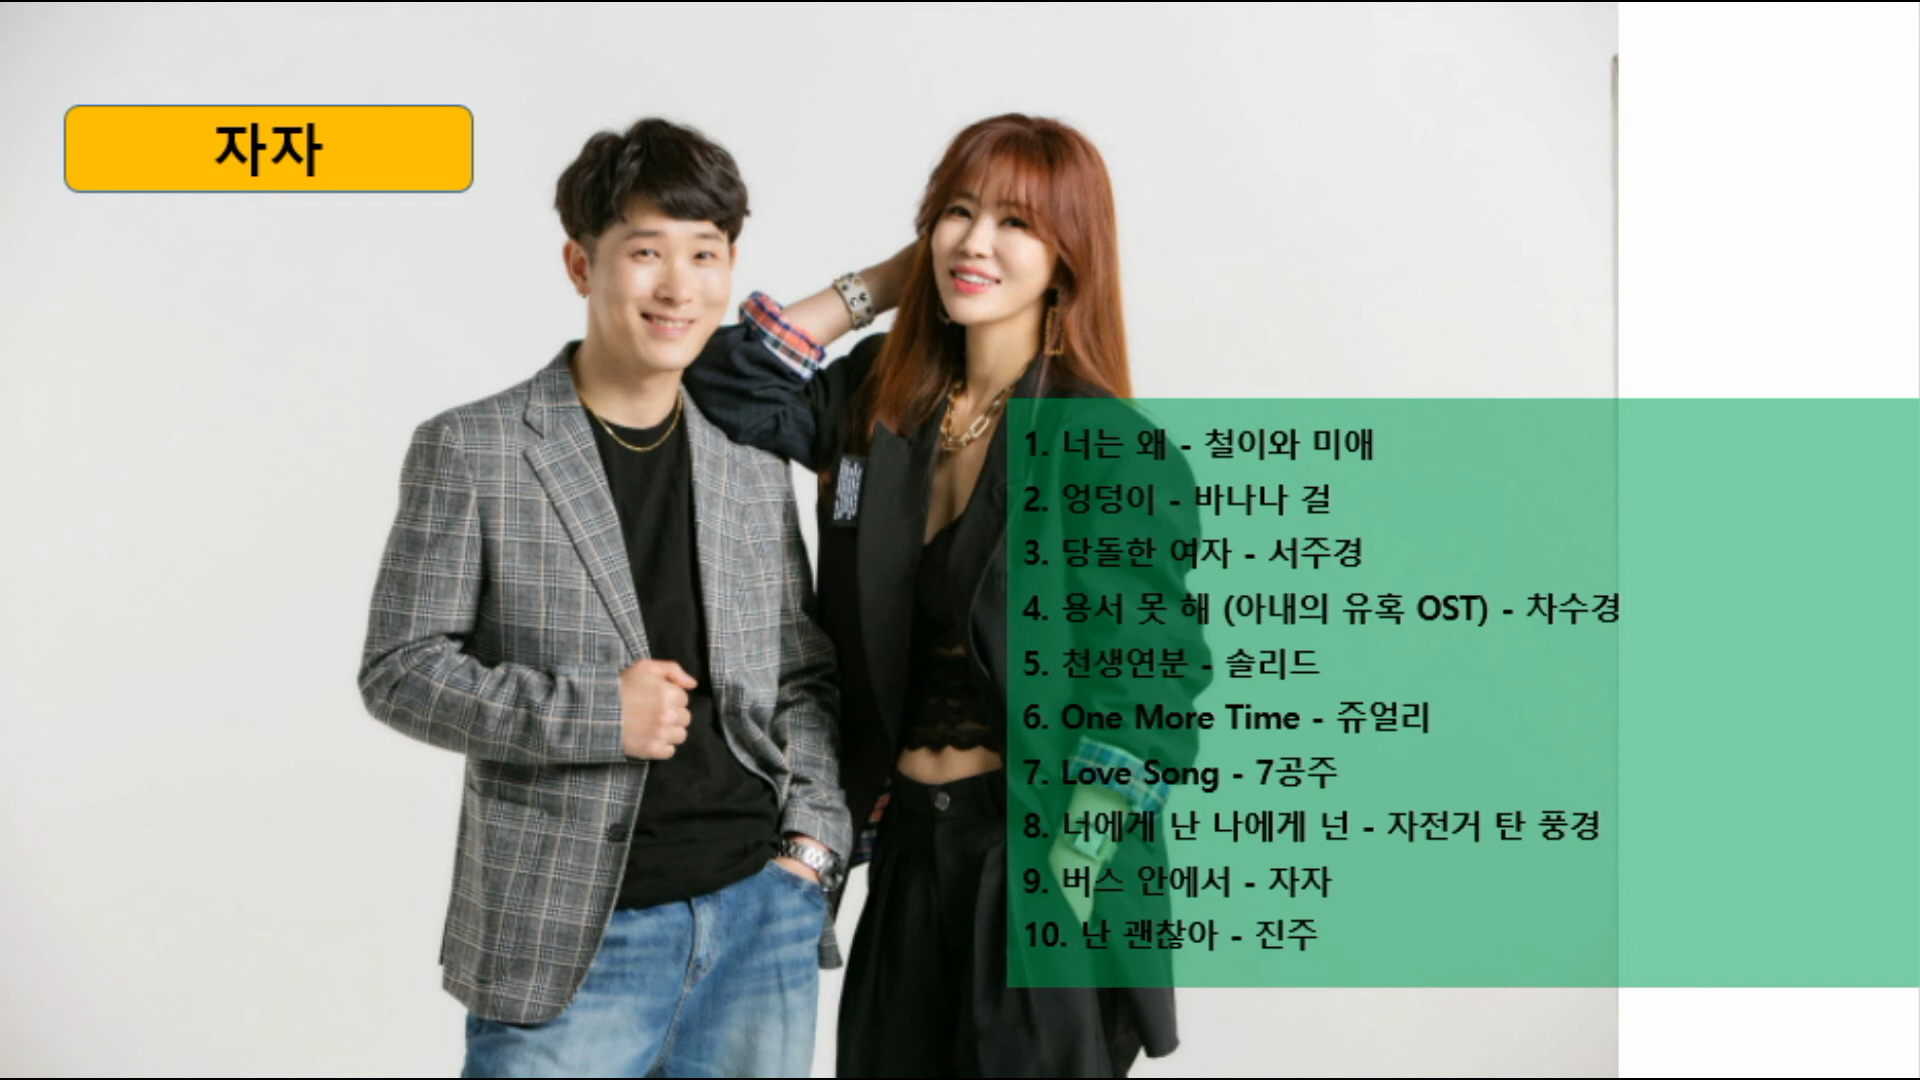 자자
1. 너는 왜 - 철이와 미애
2. 엉덩이 - 바나나 걸
3. 당돌한 여자 - 서주경
4. 용서 못 해 (아내의 유혹 OST) - 차수경
5. 천생연분 - 솔리드
6. One More Time - 쥬얼리
7. Love Song - 7공주
8. 너에게 난 나에게 넌 - 자전거 탄 풍경
9. 버스 안에서 - 자자
10. 난 괜찮아 - 진주